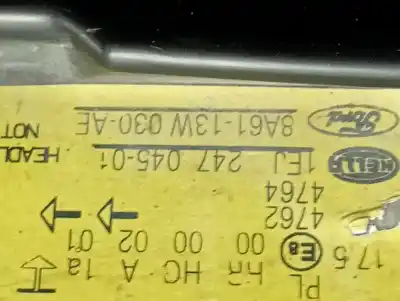 PL hR HC A 1a
17.5 E8 00 00 02 01
4762
4764
HELLA 1EJ 247 045-01 HEADL
Ford 8A61-13W 030-AE NOT